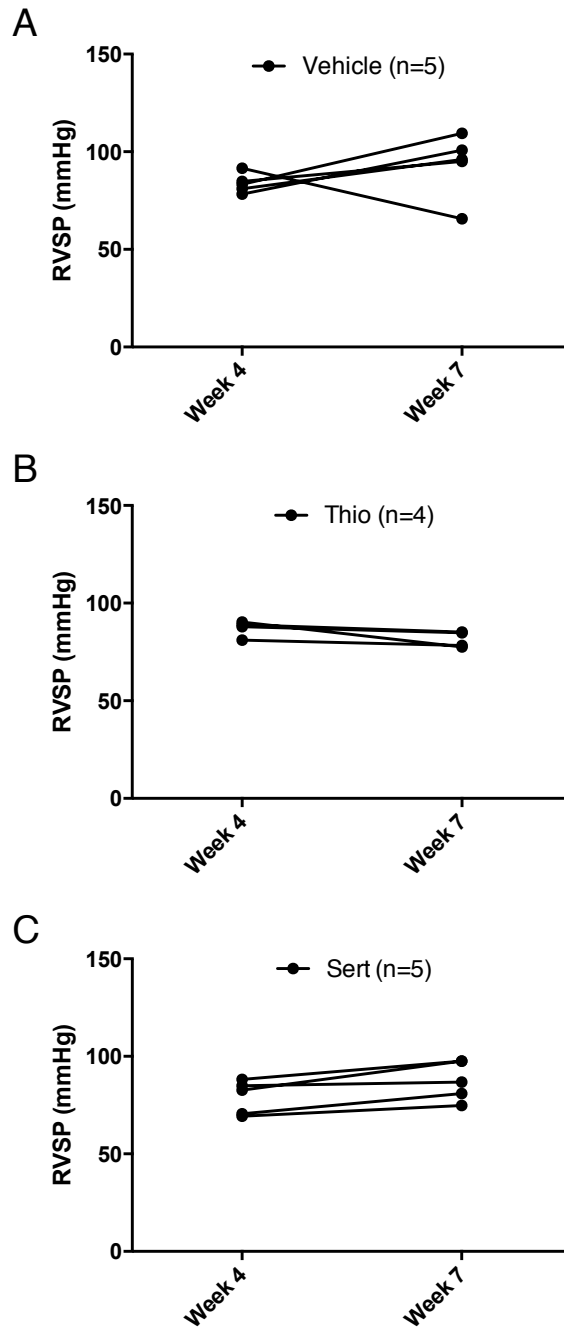 A
Vehicle (n=5)
150
100
50
0
RVSP (mmHg)
Week 4
Week 7
B
Thio (n=4)
150
100
50
0
RVSP (mmHg)
Week 4
Week 7
C
Sert (n=5)
150
100
50
0
RVSP (mmHg)
Week 4
Week 7